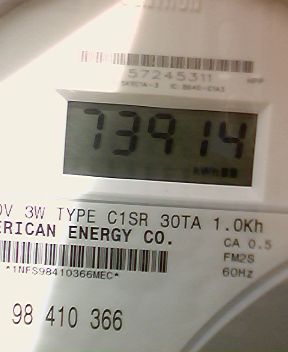 57245311
73914
kWh
0V 3W TYPE C1SR 30TA 1.0Kh
ERICAN ENERGY CO.
CA 0.5
FM2S
60Hz
*1NFS98410366MEC*
98 410 366